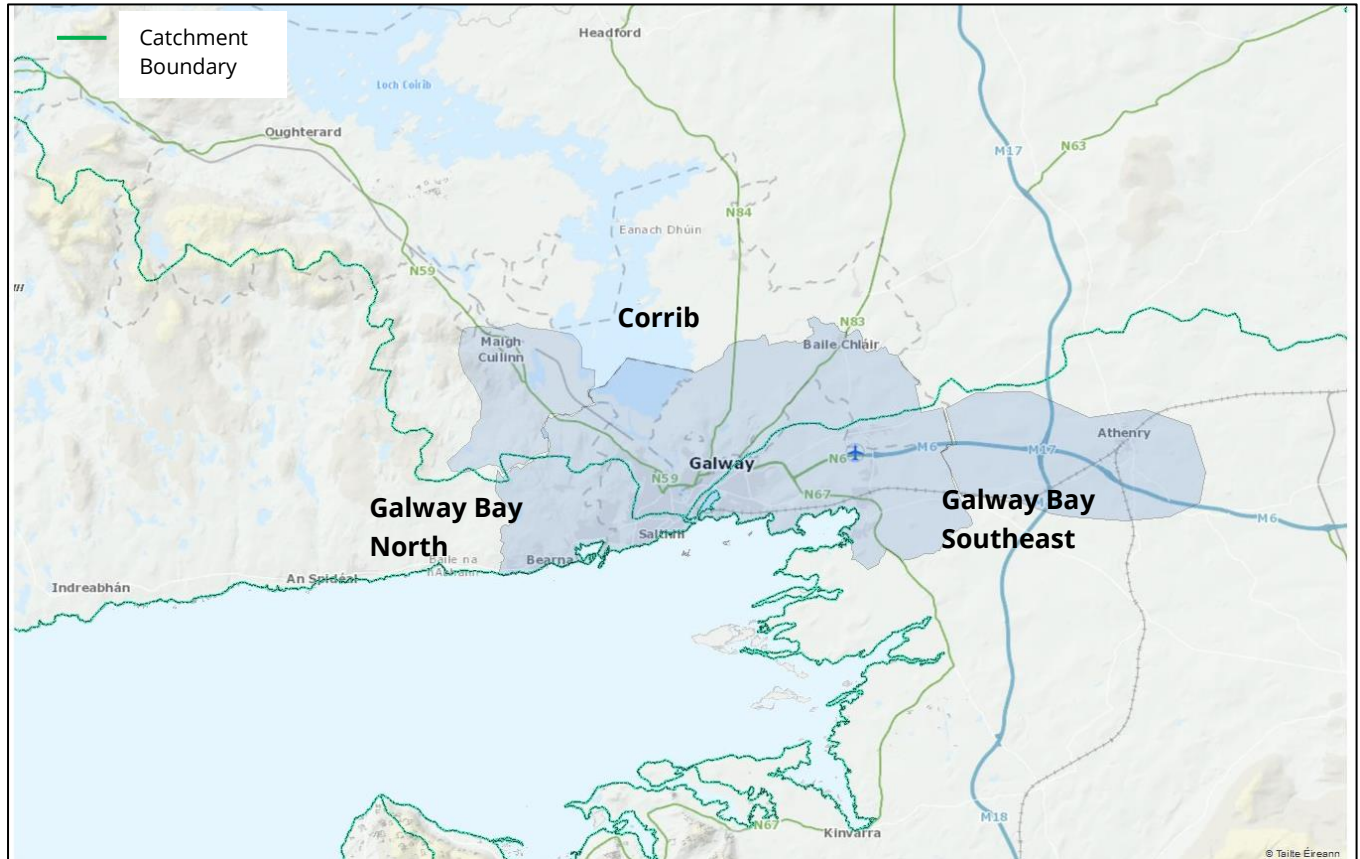 Catchment
Boundary
Headford
Loch Coirib
Oughterard
M17
N63
N84
Eanach Dhúin
N59
Corrib
N83
Maigh
Cuilinn
Baile Chláir
Athenry
Galway
N6
M6
M17
N59
N67
Galway Bay
North
Galway Bay
Southeast
M6
Bearna
Baile na
An Spidéal
Indreabhán
M18
N67
Kinvarra
© Tailte Éireann